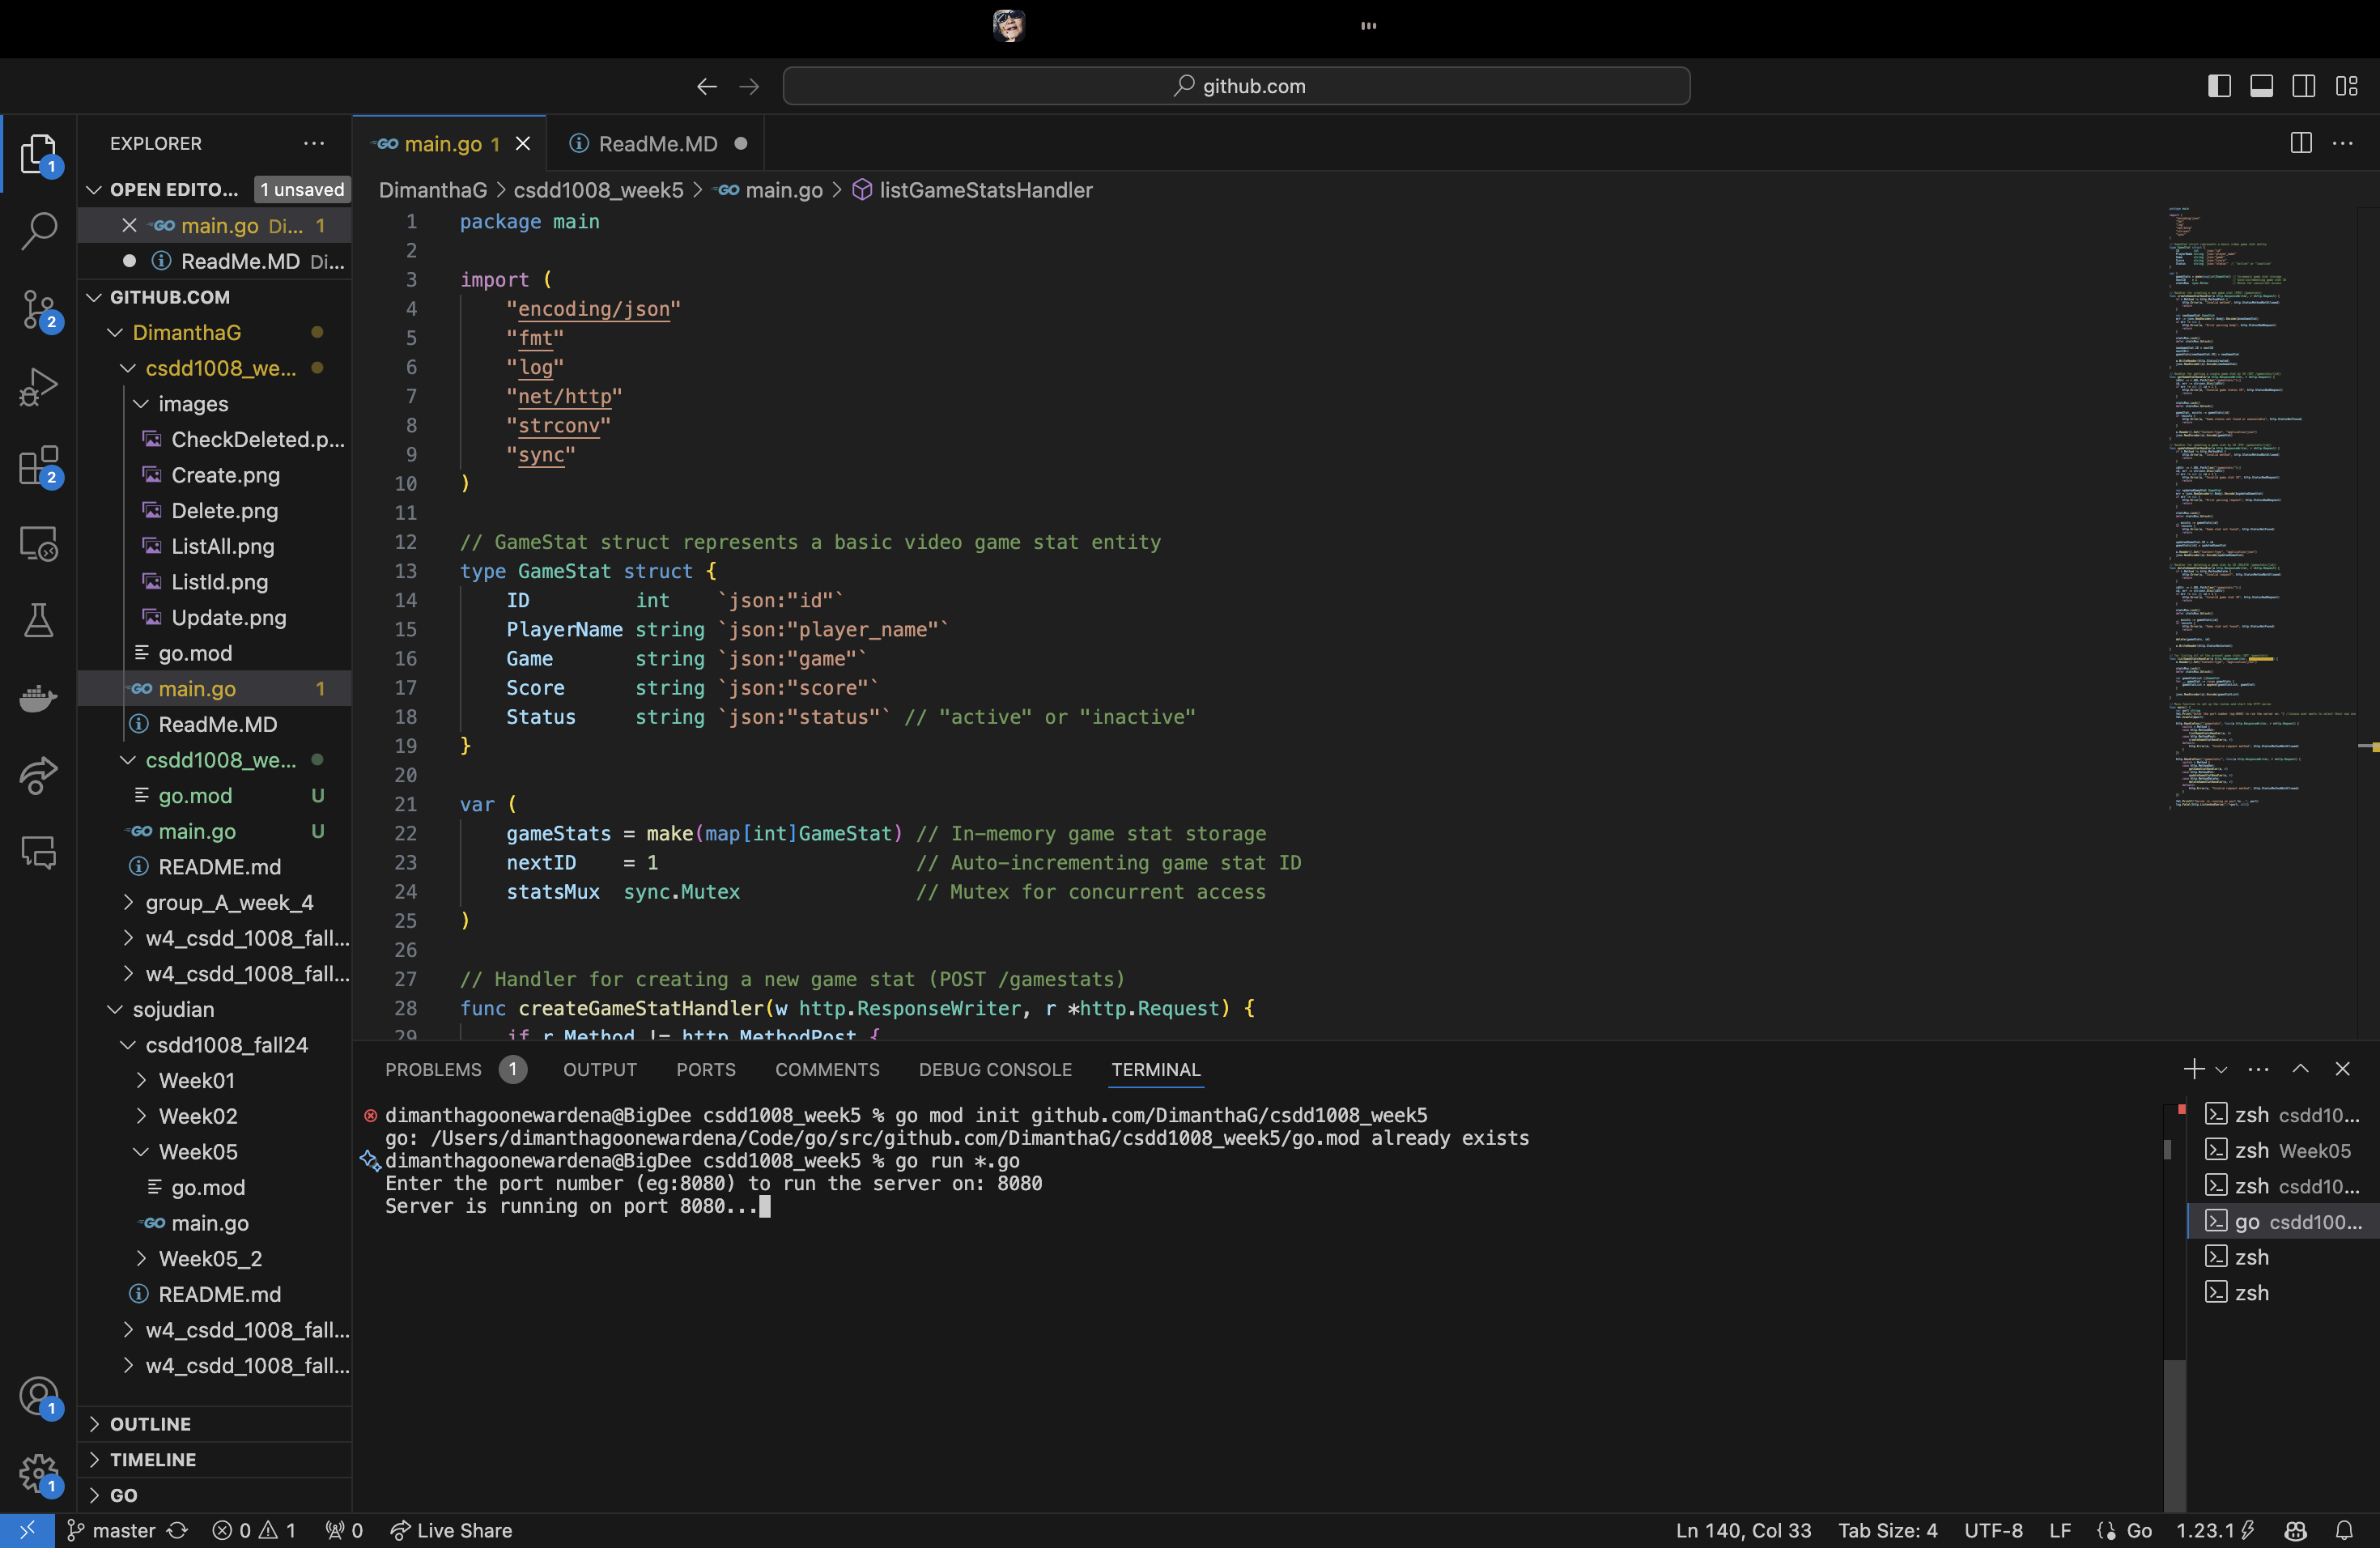 github.com
EXPLORER
OPEN EDITO... 1 unsaved
main.go Di... 1
ReadMe.MD Di...
GITHUB.COM
DimanthaG
csdd1008_we...
images
CheckDeleted.p...
Create.png
Delete.png
ListAll.png
ListId.png
Update.png
go.mod
main.go 1
ReadMe.MD
csdd1008_we...
go.mod U
main.go U
README.md
group_A_week_4
w4_csdd_1008_fall...
w4_csdd_1008_fall...
sojudian
csdd1008_fall24
Week01
Week02
Week05
go.mod
main.go
Week05_2
README.md
w4_csdd_1008_fall...
w4_csdd_1008_fall...
OUTLINE
TIMELINE
GO
1
2
2
1
1
main.go 1
ReadMe.MD
DimanthaG > csdd1008_week5 > main.go > listGameStatsHandler
1 package main
2
3 import (
4 "encoding/json"
5 "fmt"
6 "log"
7 "net/http"
8 "strconv"
9 "sync"
10 )
11
12 // GameStat struct represents a basic video game stat entity
13 type GameStat struct {
14 ID int `json:"id"`
15 PlayerName string `json:"player_name"`
16 Game string `json:"game"`
17 Score string `json:"score"`
18 Status string `json:"status"` // "active" or "inactive"
19 }
20
21 var (
22 gameStats = make(map[int]GameStat) // In-memory game stat storage
23 nextID = 1 // Auto-incrementing game stat ID
24 statsMux sync.Mutex // Mutex for concurrent access
25 )
26
27 // Handler for creating a new game stat (POST /gamestats)
28 func createGameStatHandler(w http.ResponseWriter, r *http.Request) {
29 if r.Method != http.MethodPost {
PROBLEMS 1 OUTPUT PORTS COMMENTS DEBUG CONSOLE TERMINAL
dimanthagoonewardena@BigDee csdd1008_week5 % go mod init github.com/DimanthaG/csdd1008_week5
go: /Users/dimanthagoonewardena/Code/go/src/github.com/DimanthaG/csdd1008_week5/go.mod already exists
dimanthagoonewardena@BigDee csdd1008_week5 % go run *.go
Enter the port number (eg:8080) to run the server on: 8080
Server is running on port 8080...
zsh csdd10...
zsh Week05
zsh csdd10...
go csdd100...
zsh
zsh
master 0 1 0 Live Share Ln 140, Col 33 Tab Size: 4 UTF-8 LF Go 1.23.1